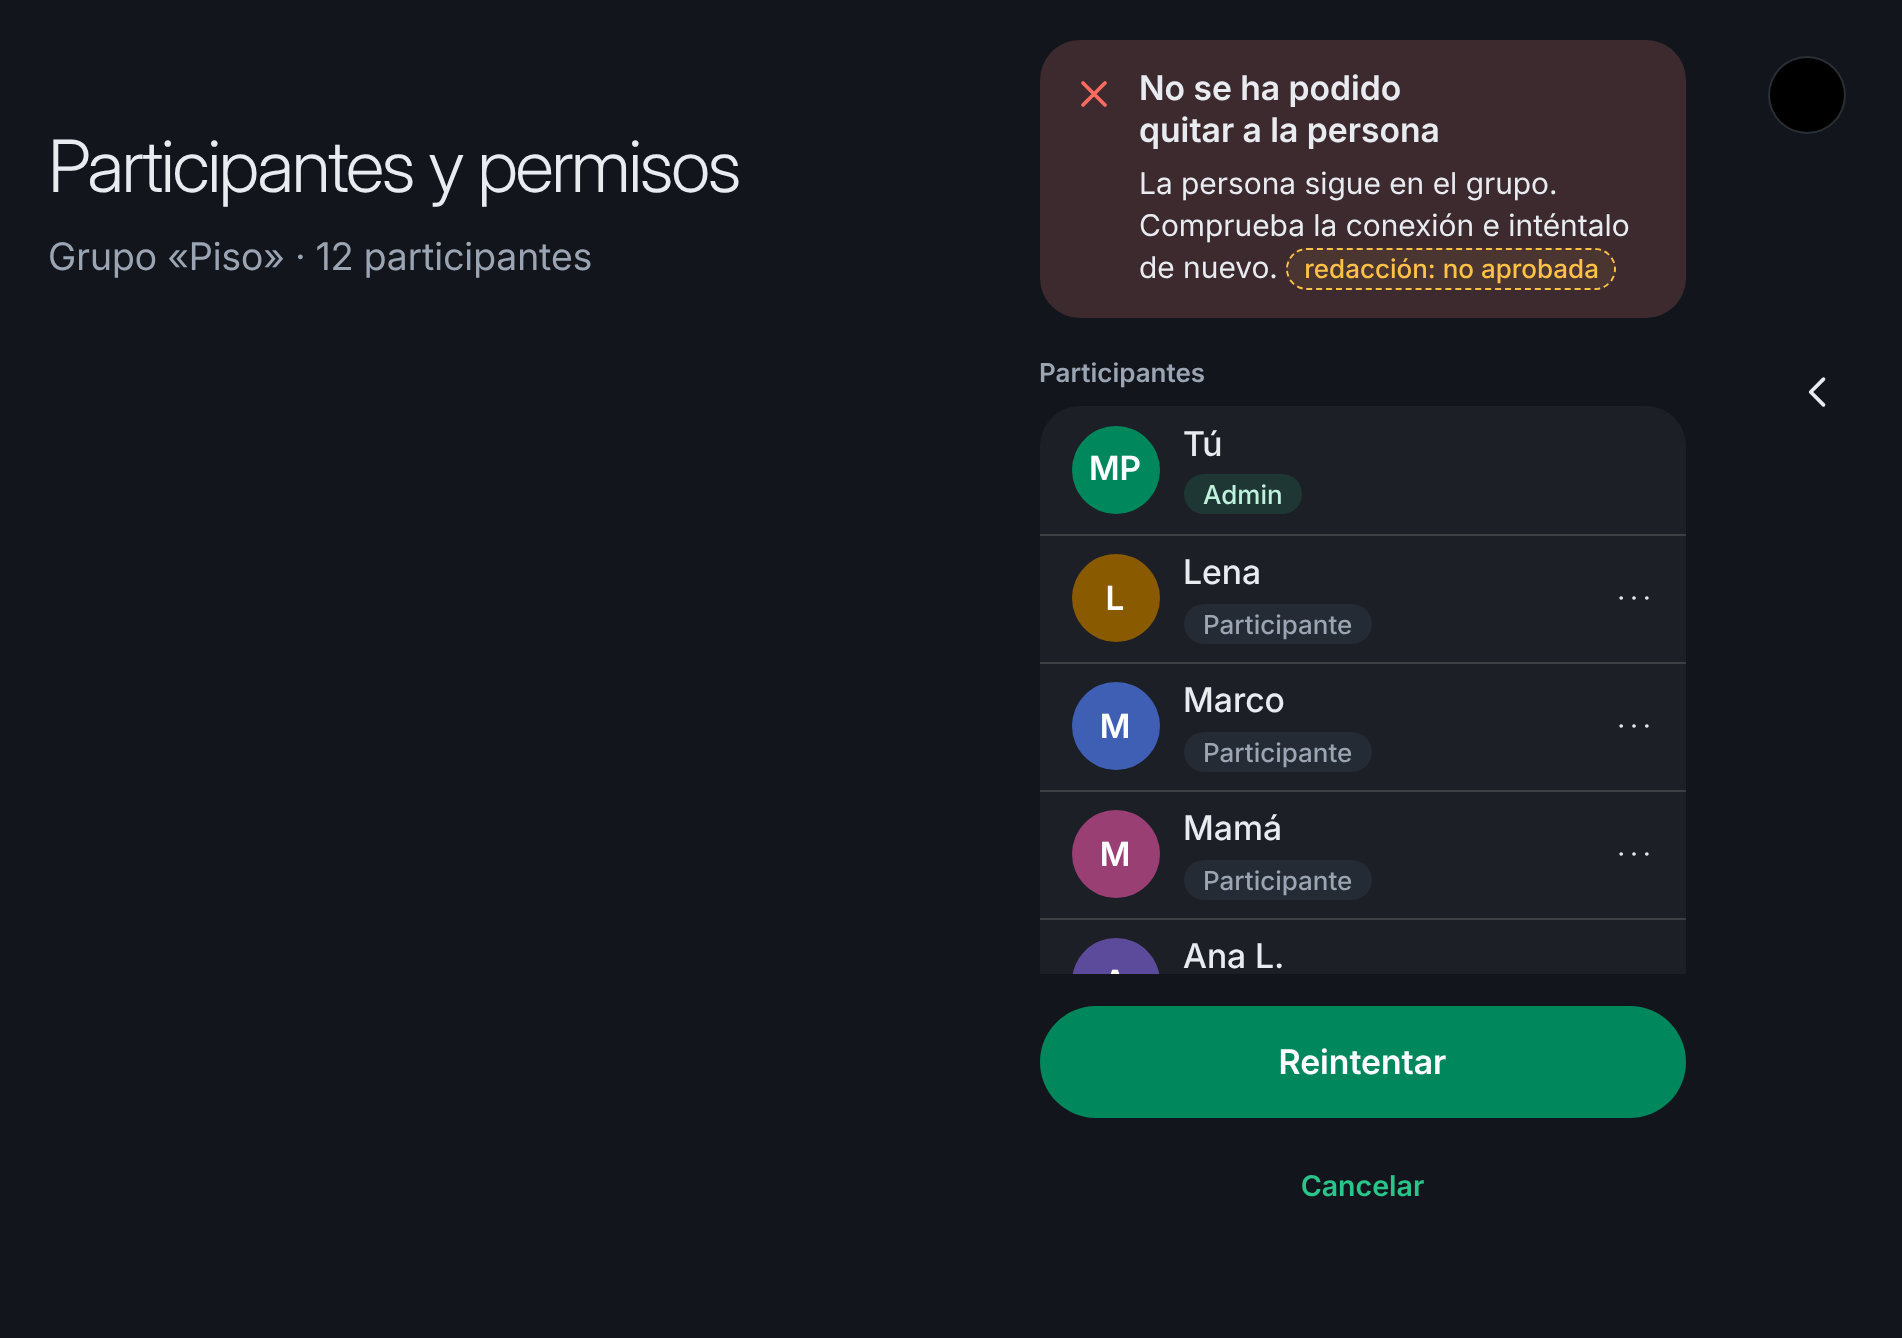 Participantes y permisos
Grupo «Piso» · 12 participantes
No se ha podido
quitar a la persona
La persona sigue en el grupo.
Comprueba la conexión e inténtalo
de nuevo. redacción: no aprobada
Participantes
MP
Tú
Admin
L
Lena
Participante
M
Marco
Participante
M
Mamá
Participante
Ana L.
Reintentar
Cancelar